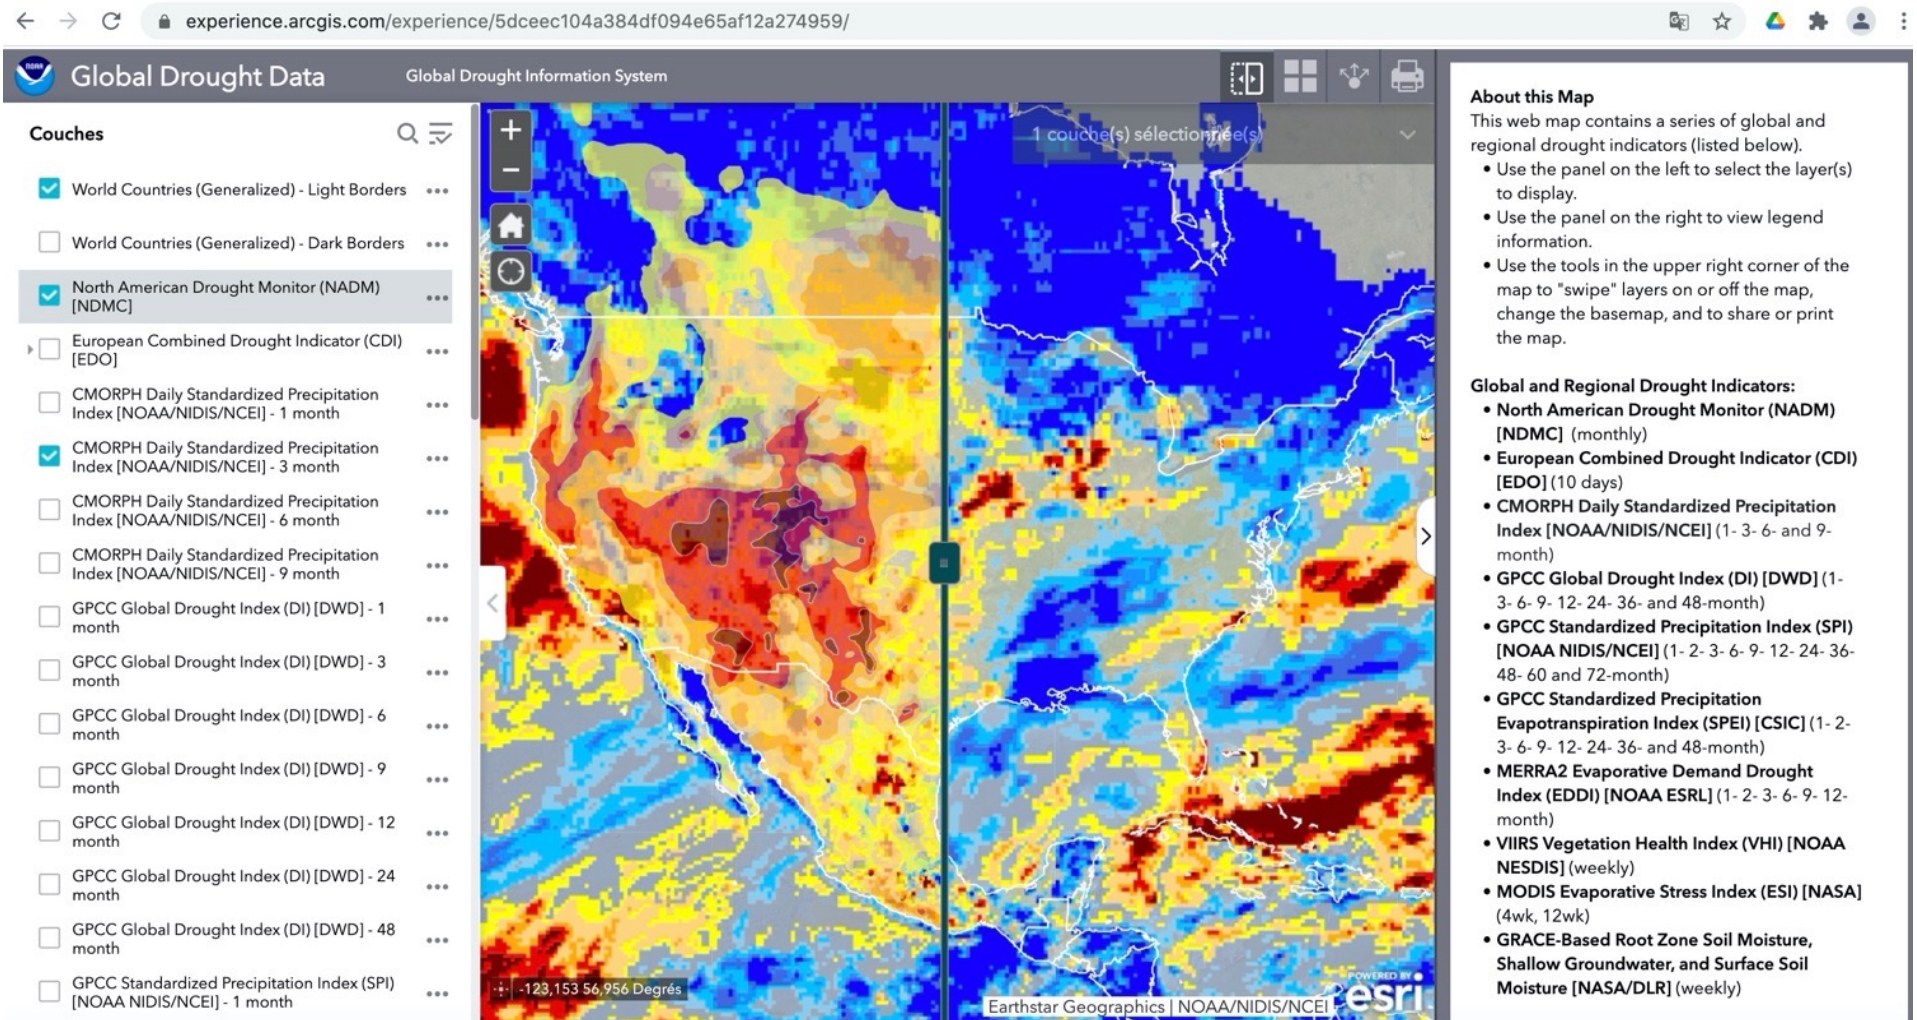 experience.arcgis.com/experience/5dceec104a384df094e65af12a274959/
NOAA
Global Drought Data
Global Drought Information System
Couches
World Countries (Generalized) - Light Borders
World Countries (Generalized) - Dark Borders
North American Drought Monitor (NADM)
[NDMC]
European Combined Drought Indicator (CDI)
[EDO]
CMORPH Daily Standardized Precipitation
Index [NOAA/NIDIS/NCEI] - 1 month
CMORPH Daily Standardized Precipitation
Index [NOAA/NIDIS/NCEI] - 3 month
CMORPH Daily Standardized Precipitation
Index [NOAA/NIDIS/NCEI] - 6 month
CMORPH Daily Standardized Precipitation
Index [NOAA/NIDIS/NCEI] - 9 month
GPCC Global Drought Index (DI) [DWD] - 1
month
GPCC Global Drought Index (DI) [DWD] - 3
month
GPCC Global Drought Index (DI) [DWD] - 6
month
GPCC Global Drought Index (DI) [DWD] - 9
month
GPCC Global Drought Index (DI) [DWD] - 12
month
GPCC Global Drought Index (DI) [DWD] - 24
month
GPCC Global Drought Index (DI) [DWD] - 48
month
GPCC Standardized Precipitation Index (SPI)
[NOAA NIDIS/NCEI] - 1 month
1 couche(s) sélectionnée(s)
-123,153 56,956 Degrés
POWERED BY
esri
Earthstar Geographics | NOAA/NIDIS/NCEI
About this Map
This web map contains a series of global and
regional drought indicators (listed below).
• Use the panel on the left to select the layer(s)
to display.
• Use the panel on the right to view legend
information.
• Use the tools in the upper right corner of the
map to "swipe" layers on or off the map,
change the basemap, and to share or print
the map.
Global and Regional Drought Indicators:
• North American Drought Monitor (NADM)
[NDMC] (monthly)
• European Combined Drought Indicator (CDI)
[EDO] (10 days)
• CMORPH Daily Standardized Precipitation
Index [NOAA/NIDIS/NCEI] (1- 3- 6- and 9-
month)
• GPCC Global Drought Index (DI) [DWD] (1-
3- 6- 9- 12- 24- 36- and 48-month)
• GPCC Standardized Precipitation Index (SPI)
[NOAA NIDIS/NCEI] (1- 2- 3- 6- 9- 12- 24- 36-
48- 60 and 72-month)
• GPCC Standardized Precipitation
Evapotranspiration Index (SPEI) [CSIC] (1- 2-
3- 6- 9- 12- 24- 36- and 48-month)
• MERRA2 Evaporative Demand Drought
Index (EDDI) [NOAA ESRL] (1- 2- 3- 6- 9- 12-
month)
• VIIRS Vegetation Health Index (VHI) [NOAA
NESDIS] (weekly)
• MODIS Evaporative Stress Index (ESI) [NASA]
(4wk, 12wk)
• GRACE-Based Root Zone Soil Moisture,
Shallow Groundwater, and Surface Soil
Moisture [NASA/DLR] (weekly)